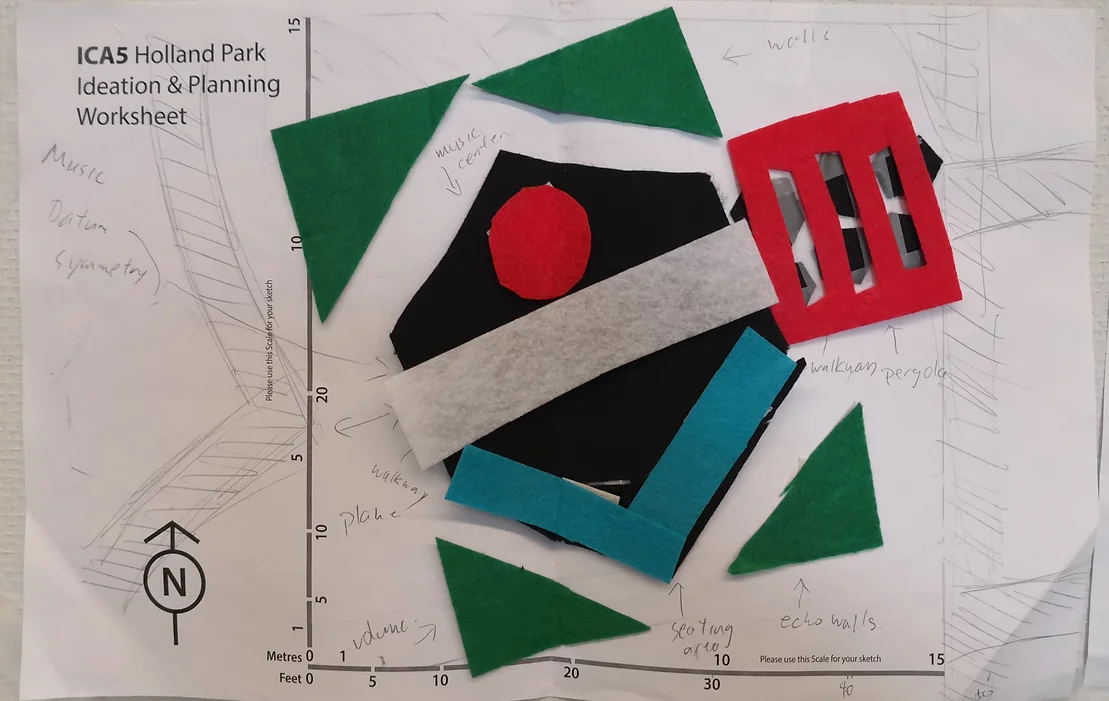 ICA5 Holland Park
Ideation & Planning
Worksheet
Music
Datum
Symmetry
music
center
walls
15
10
Please use this Scale for your sketch
20
5
10
5
1
walkway
pergola
walkway
plane
N
volume
seating
area
echo walls
Metres 0 1 5 10 Please use this Scale for your sketch 15
Feet 0 5 10 20 30 40